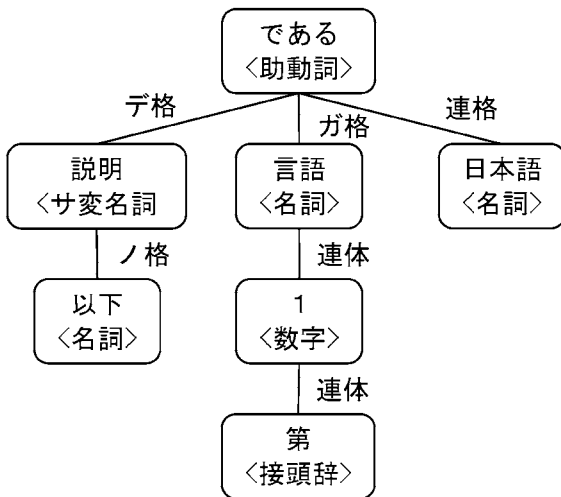 である
<助動詞>
デ格
ガ格
連格
説明
<サ変名詞
言語
<名詞>
日本語
<名詞>
ノ格
連体
以下
<名詞>
1
<数字>
連体
第
<接頭辞>